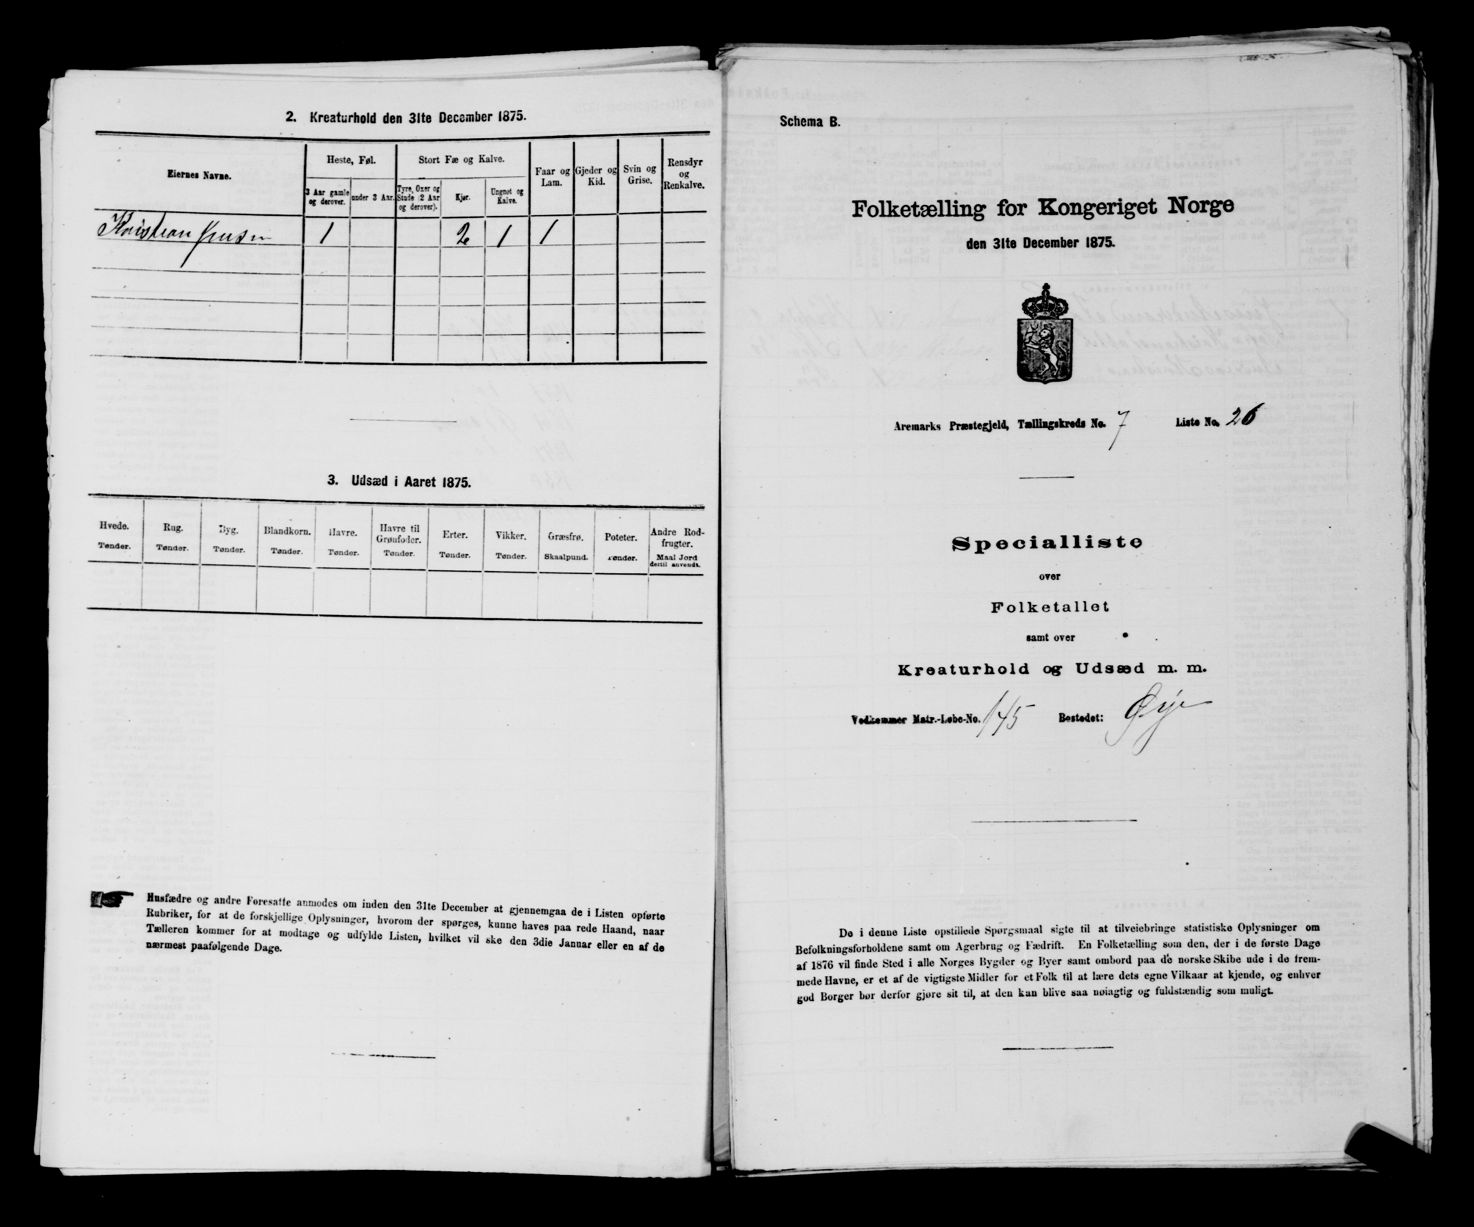 2. Kreaturhold den 31te December 1875.
Eiernes Navne.
Heste, Føl.
Stort Fæ og Kalve.
Faar og Lam.
Gjeder og Kid.
Svin og Grise.
Rensdyr og Renkalve.
3 Aar gamle og derover.
under 3 Aar.
Tyre, Oxer og Stude (2 Aar og derover).
Kjør.
Ungnøt og Kalve.
Kristian Jensen 1 2 1 1
3. Udsæd i Aaret 1875.
Hvede. Rug. Byg. Blandkorn. Havre. Havre til Grønfoder. Erter. Vikker. Græsfrø. Poteter. Andre Rodfrugter.
Tønder. Tønder. Tønder. Tønder. Tønder. Tønder. Tønder. Tønder. Skaalpund. Tønder. Maal Jord dertil anvendt.
Husfædre og andre Foresatte anmodes om inden den 31te December at gjennemgaa de i Listen opførte
Rubriker, for at de forskjellige Oplysninger, hvorom der spørges, kunne haves paa rede Haand, naar
Tælleren kommer for at modtage og udfylde Listen, hvilket vil ske den 3die Januar eller en af de
nærmest paafølgende Dage.
Schema B.
Folketælling for Kongeriget Norge
den 31te December 1875.
Aremarks Præstegjeld, Tællingskreds No. 7 Liste No. 26
Specialliste
over
Folketallet
samt over
Kreaturhold og Udsæd m. m.
Vedkommer Matr.-Løbe-No. 145 Bostedet: Øije
De i denne Liste opstillede Spørgsmaal sigte til at tilveiebringe statistiske Oplysninger om
Befolkningsforholdene samt om Agerbrug og Fædrift. En Folketælling som den, der i de første Dage
af 1876 vil finde Sted i alle Norges Bygder og Byer samt ombord paa de norske Skibe ude i de frem-
mede Havne, er et af de vigtigste Midler for et Folk til at lære dets egne Vilkaar at kjende, og enhver
god Borger bør derfor gjøre sit til, at den kan blive saa nøiagtig og fuldstændig som muligt.